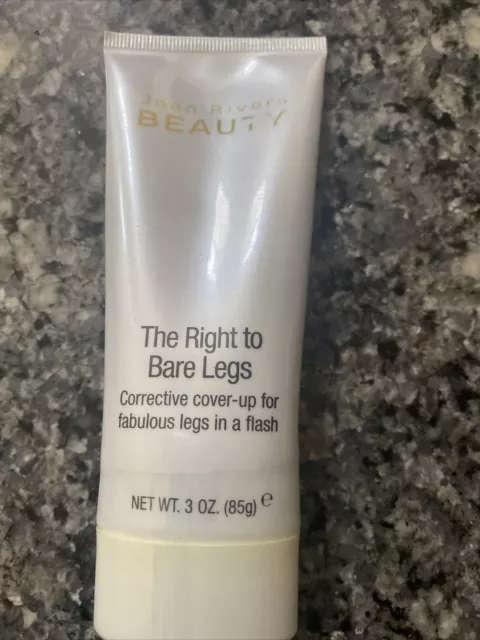 Joan Rivers
BEAUTY
The Right to
Bare Legs
Corrective cover-up for
fabulous legs in a flash
NET WT. 3 OZ. (85g) e